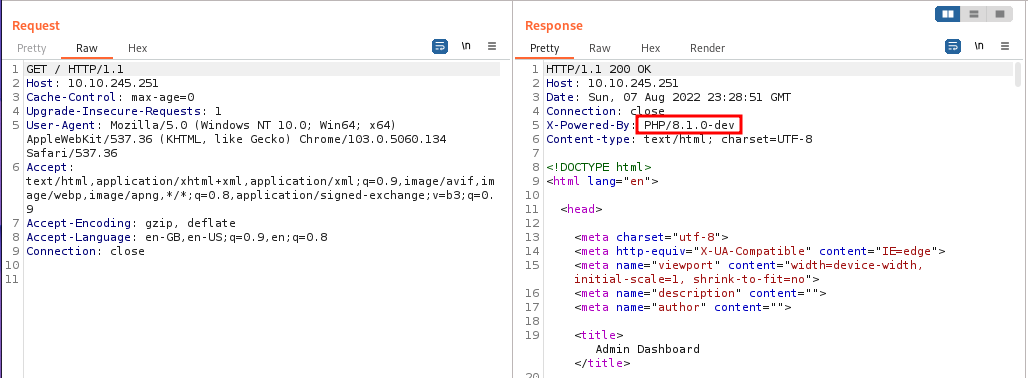 Request
Pretty Raw Hex
\n
1 GET / HTTP/1.1
2 Host: 10.10.245.251
3 Cache-Control: max-age=0
4 Upgrade-Insecure-Requests: 1
5 User-Agent: Mozilla/5.0 (Windows NT 10.0; Win64; x64)
AppleWebKit/537.36 (KHTML, like Gecko) Chrome/103.0.5060.134
Safari/537.36
6 Accept:
text/html,application/xhtml+xml,application/xml;q=0.9,image/avif,im
age/webp,image/apng,*/*;q=0.8,application/signed-exchange;v=b3;q=0.
9
7 Accept-Encoding: gzip, deflate
8 Accept-Language: en-GB,en-US;q=0.9,en;q=0.8
9 Connection: close
10
11
Response
Pretty Raw Hex Render
\n
1 HTTP/1.1 200 OK
2 Host: 10.10.245.251
3 Date: Sun, 07 Aug 2022 23:28:51 GMT
4 Connection: close
5 X-Powered-By: PHP/8.1.0-dev
6 Content-type: text/html; charset=UTF-8
7
8 <!DOCTYPE html>
9 <html lang="en">
10
11 <head>
12
13 <meta charset="utf-8">
14 <meta http-equiv="X-UA-Compatible" content="IE=edge">
15 <meta name="viewport" content="width=device-width,
initial-scale=1, shrink-to-fit=no">
16 <meta name="description" content="">
17 <meta name="author" content="">
18
19 <title>
Admin Dashboard
</title>
20